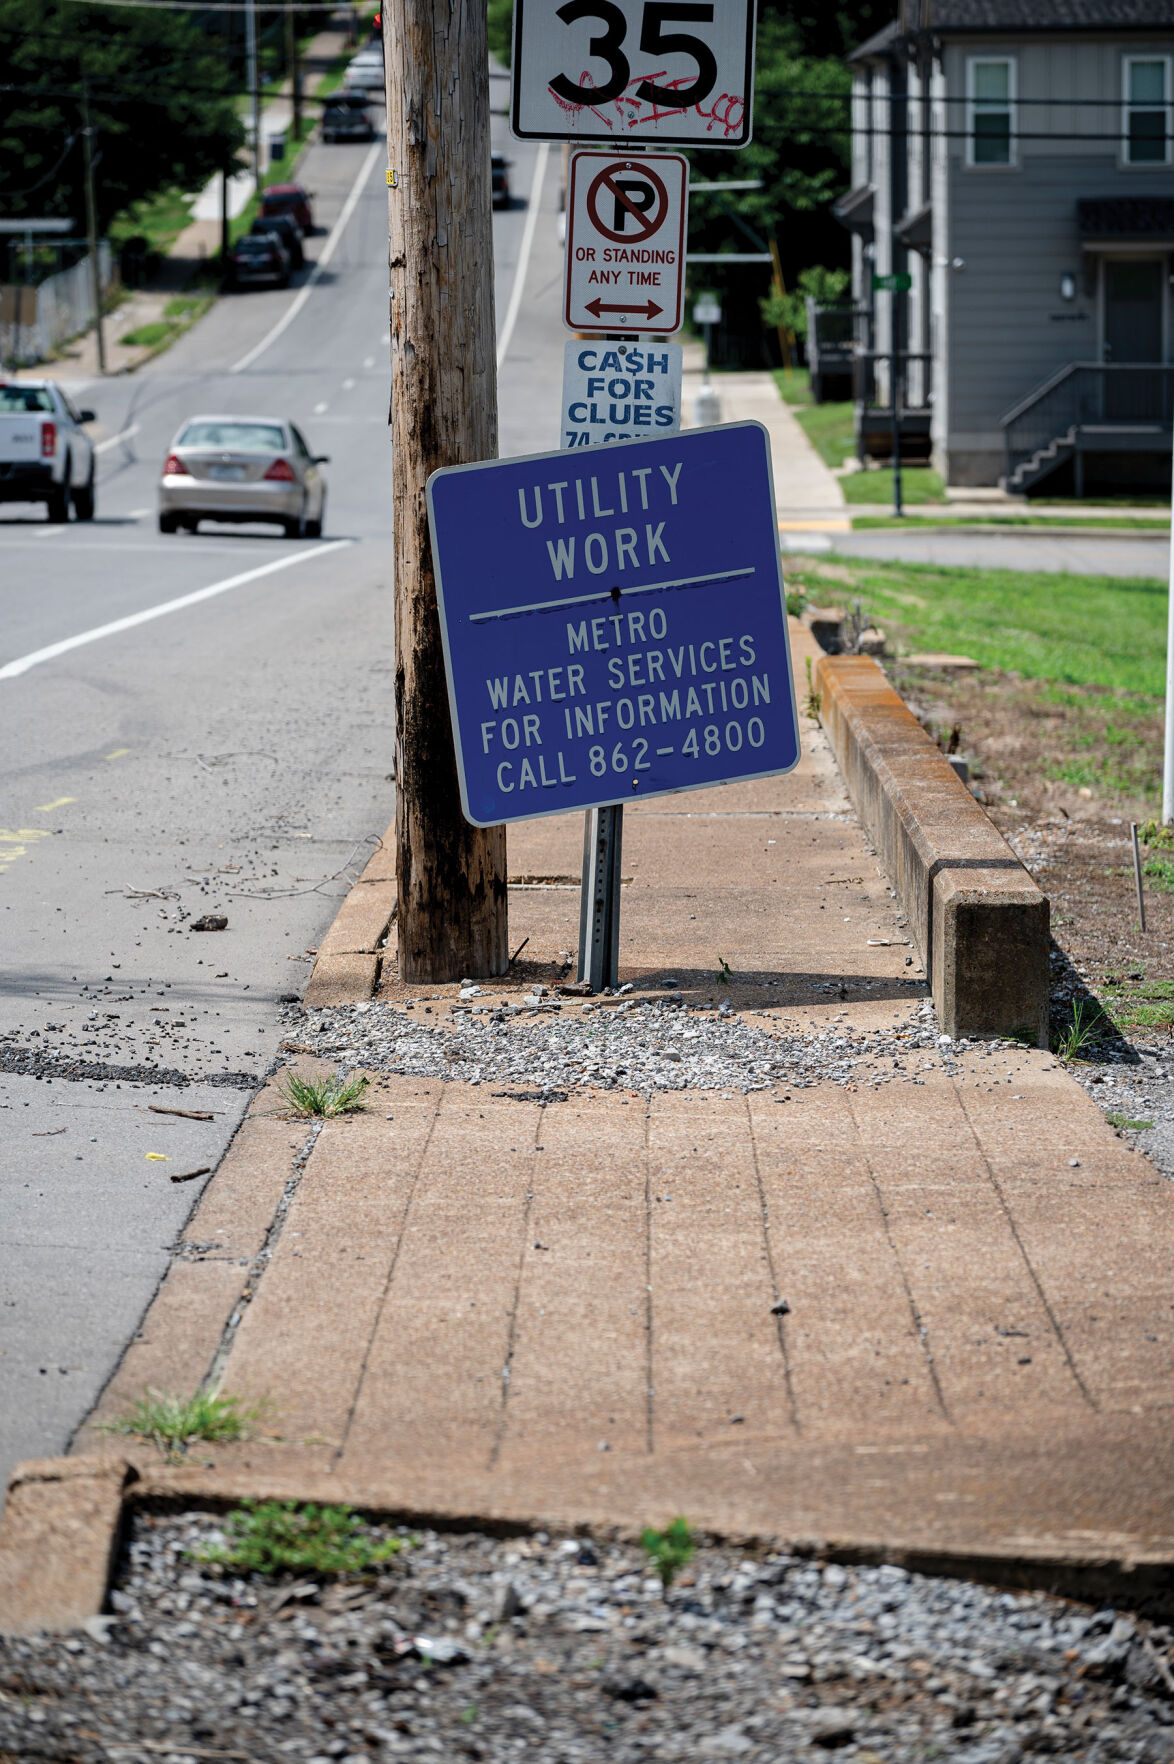 35
P
OR STANDING
ANY TIME
CA$H
FOR
CLUES
UTILITY
WORK
METRO
WATER SERVICES
FOR INFORMATION
CALL 862-4800